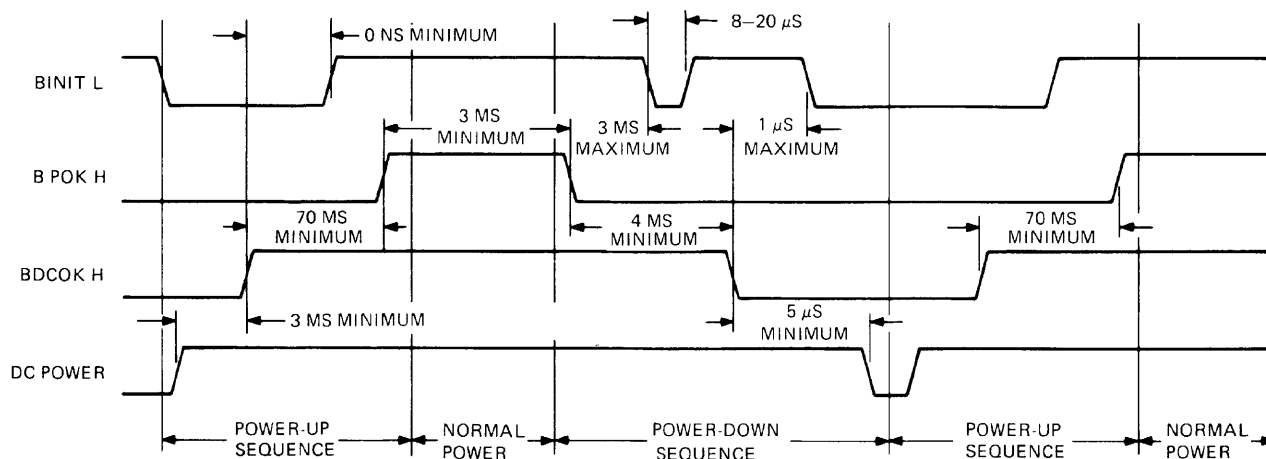 8–20 μS
0 NS MINIMUM
BINIT L
3 MS
MINIMUM
3 MS
MAXIMUM
1 μS
MAXIMUM
B POK H
70 MS
MINIMUM
4 MS
MINIMUM
70 MS
MINIMUM
BDCOK H
3 MS MINIMUM
5 μS
MINIMUM
DC POWER
POWER-UP
SEQUENCE
NORMAL
POWER
POWER-DOWN
SEQUENCE
POWER-UP
SEQUENCE
NORMAL
POWER